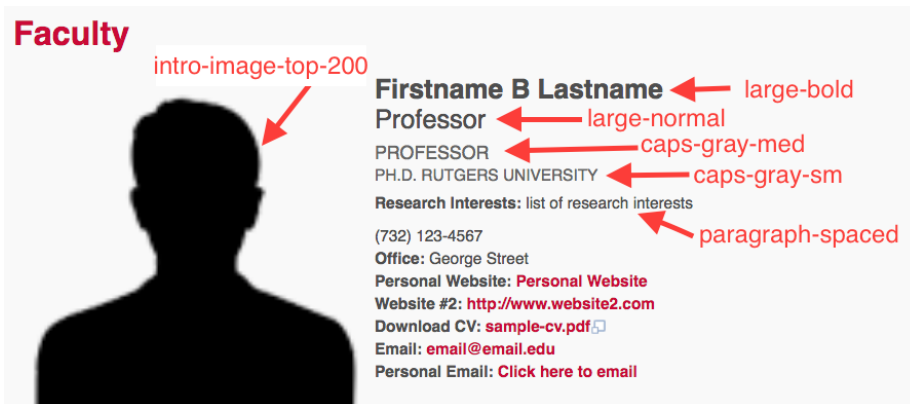 Faculty
intro-image-top-200
Firstname B Lastname
large-bold
Professor
large-normal
PROFESSOR
caps-gray-med
PH.D. RUTGERS UNIVERSITY
caps-gray-sm
Research Interests: list of research interests
paragraph-spaced
(732) 123-4567
Office: George Street
Personal Website: Personal Website
Website #2: http://www.website2.com
Download CV: sample-cv.pdf
Email: email@email.edu
Personal Email: Click here to email